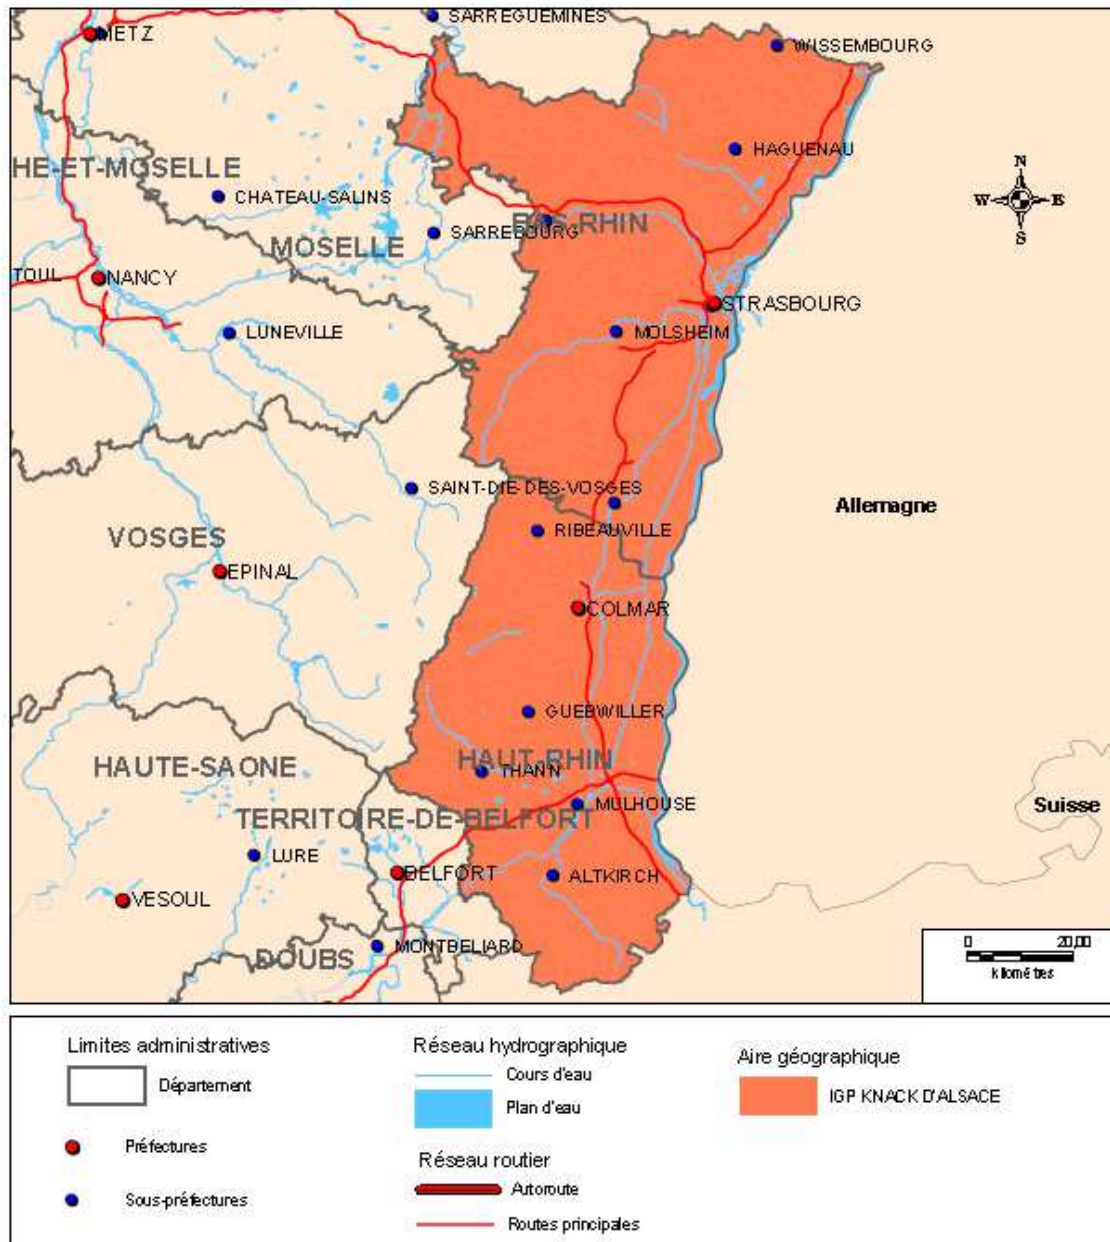 SARREGUEMINES
METZ
WISSEMBOURG
HAGUENAU
HE-ET-MOSELLE
CHATEAU-SALINS
N
W
E
S
BAS-RHIN
SARREBOURG
MOSELLE
TOUL
NANCY
STRASBOURG
LUNEVILLE
MOLSHEIM
SAINT-DIE-DES-VOSGES
Allemagne
RIBEAUVILLE
VOSGES
EPINAL
COLMAR
GUEBWILLER
HAUT-RHIN
HAUTE-SAONE
THANN
MULHOUSE
Suisse
TERRITOIRE-DE-BELFORT
LURE
BELFORT
ALTKIRCH
VESOUL
MONTBELIARD
DOUBS
0 20,00
kilomètres
Limites administratives
Département
Préfectures
Sous-préfectures
Réseau hydrographique
Cours d'eau
Plan d'eau
Réseau routier
Autoroute
Routes principales
Aire géographique
IGP KNACK D'ALSACE